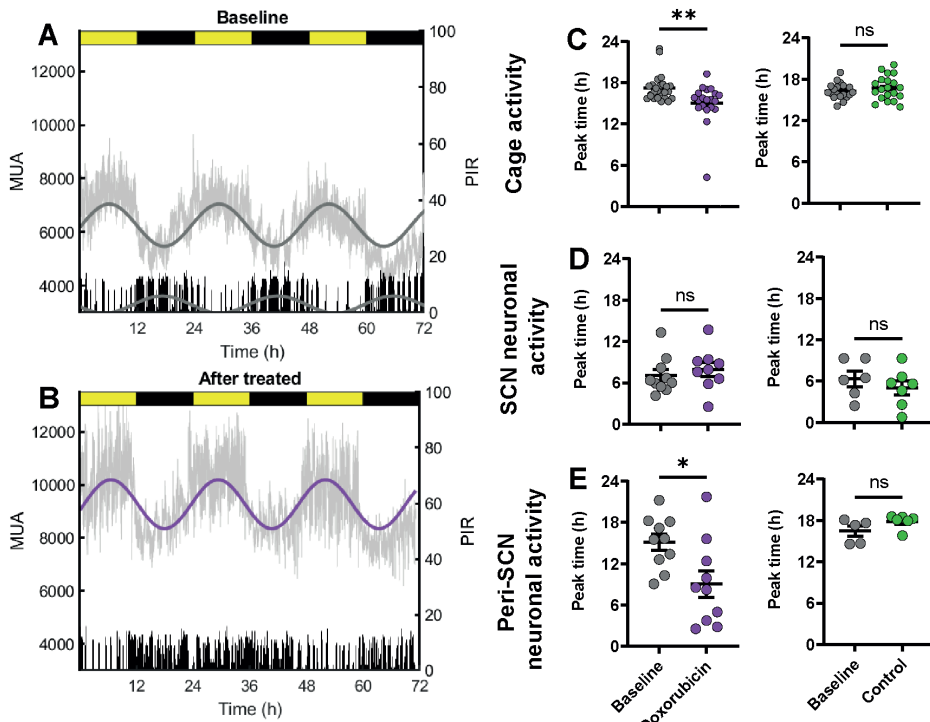 A
Baseline
MUA
12000
10000
8000
6000
4000
100
80
60
40
20
0
PIR
12 24 36 48 60 72
Time (h)
B
After treated
MUA
12000
10000
8000
6000
4000
100
80
60
40
20
0
PIR
12 24 36 48 60 72
Time (h)
C
Cage activity
Peak time (h)
24
18
12
6
0
**
Peak time (h)
24
18
12
6
0
ns
D
SCN neuronal
activity
Peak time (h)
24
18
12
6
0
ns
Peak time (h)
24
18
12
6
0
ns
E
Peri-SCN
neuronal activity
Peak time (h)
24
18
12
6
0
*
Baseline
Doxorubicin
Peak time (h)
24
18
12
6
0
ns
Baseline
Control